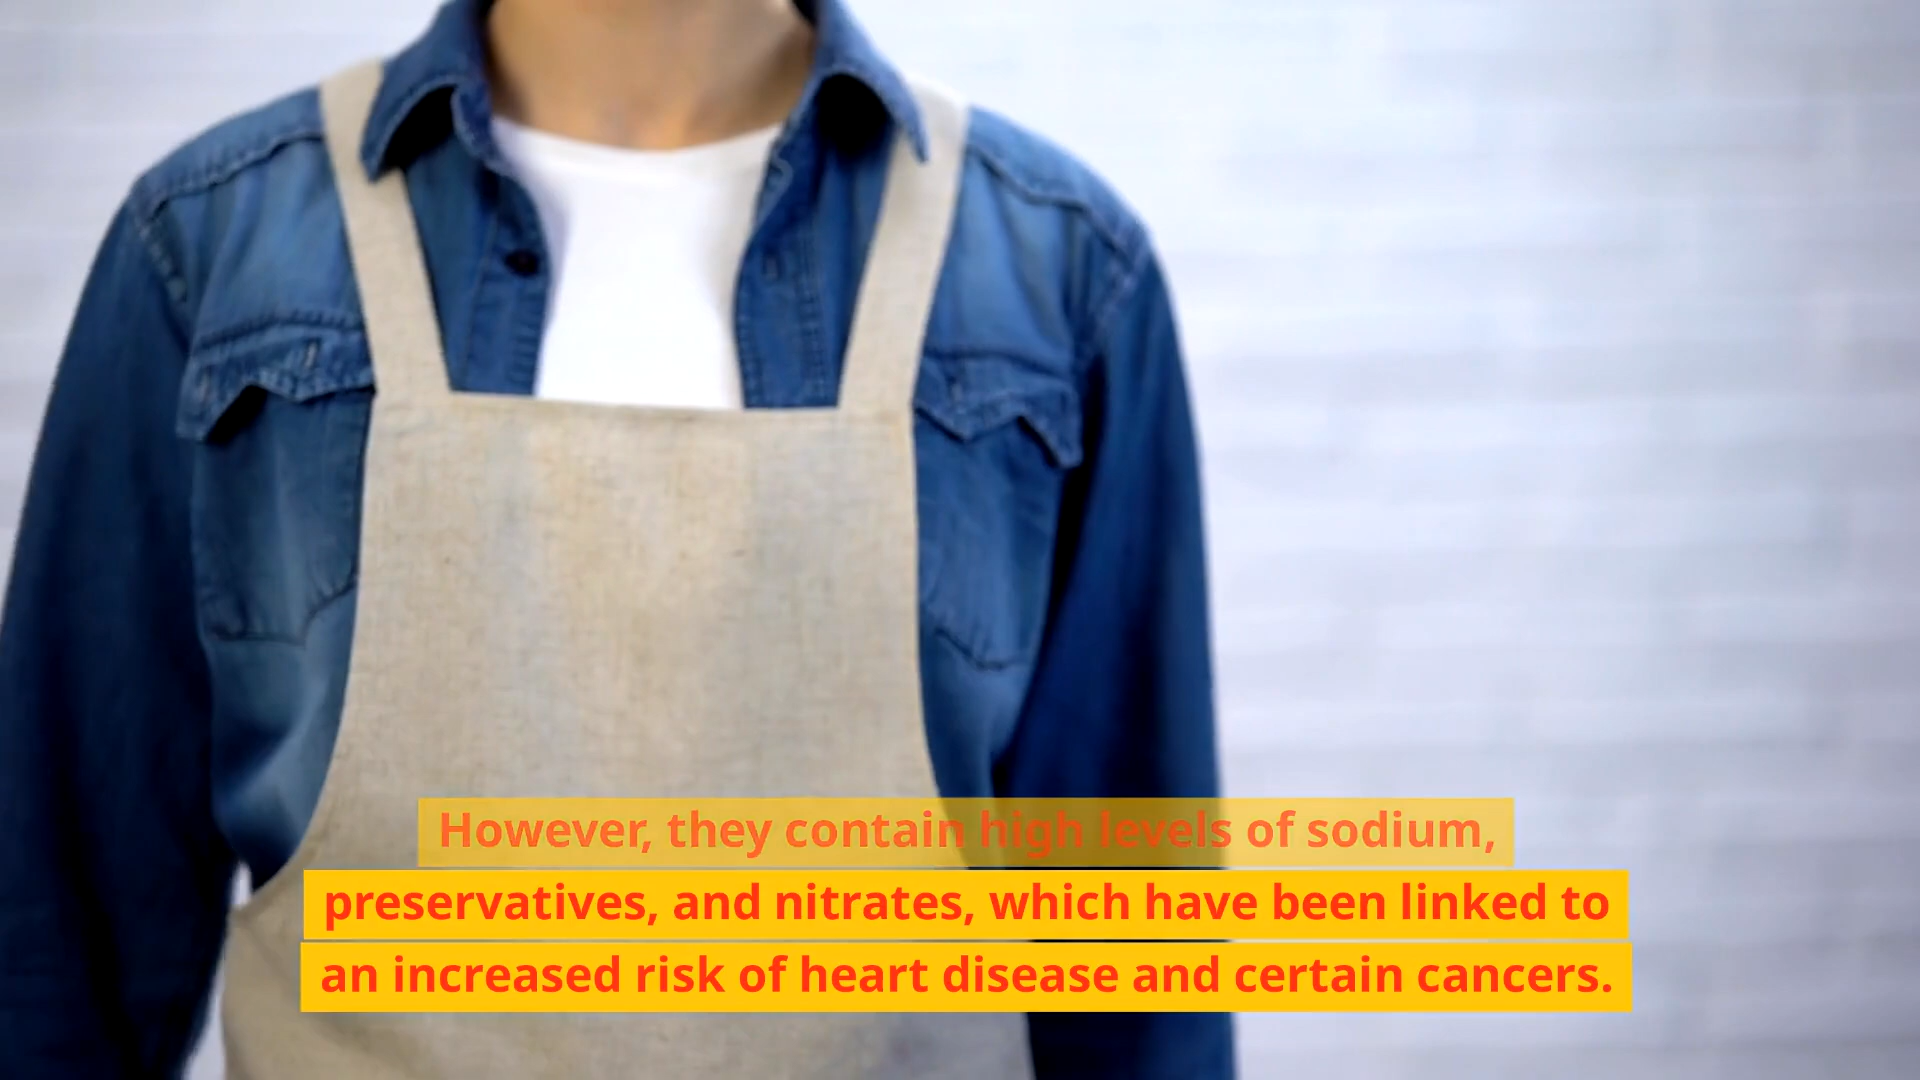 However, they contain high levels of sodium,
preservatives, and nitrates, which have been linked to
an increased risk of heart disease and certain cancers.